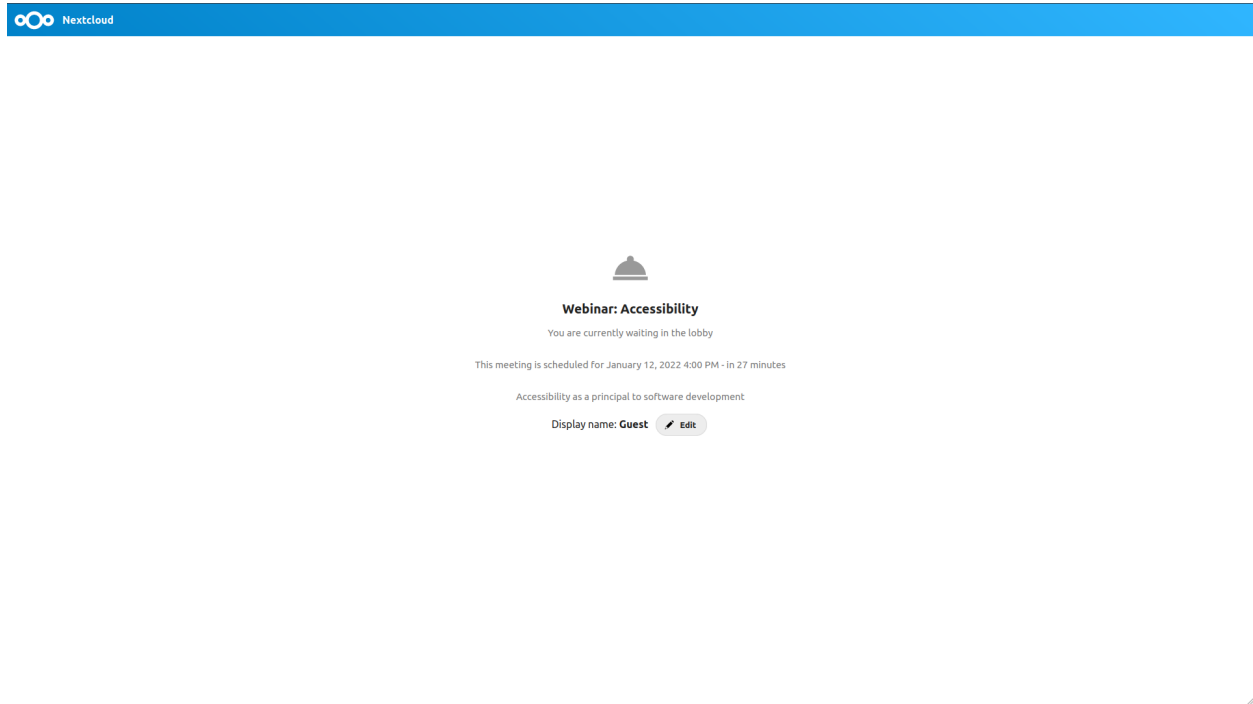 Nextcloud
Webinar: Accessibility
You are currently waiting in the lobby
This meeting is scheduled for January 12, 2022 4:00 PM - in 27 minutes
Accessibility as a principal to software development
Display name: Guest Edit